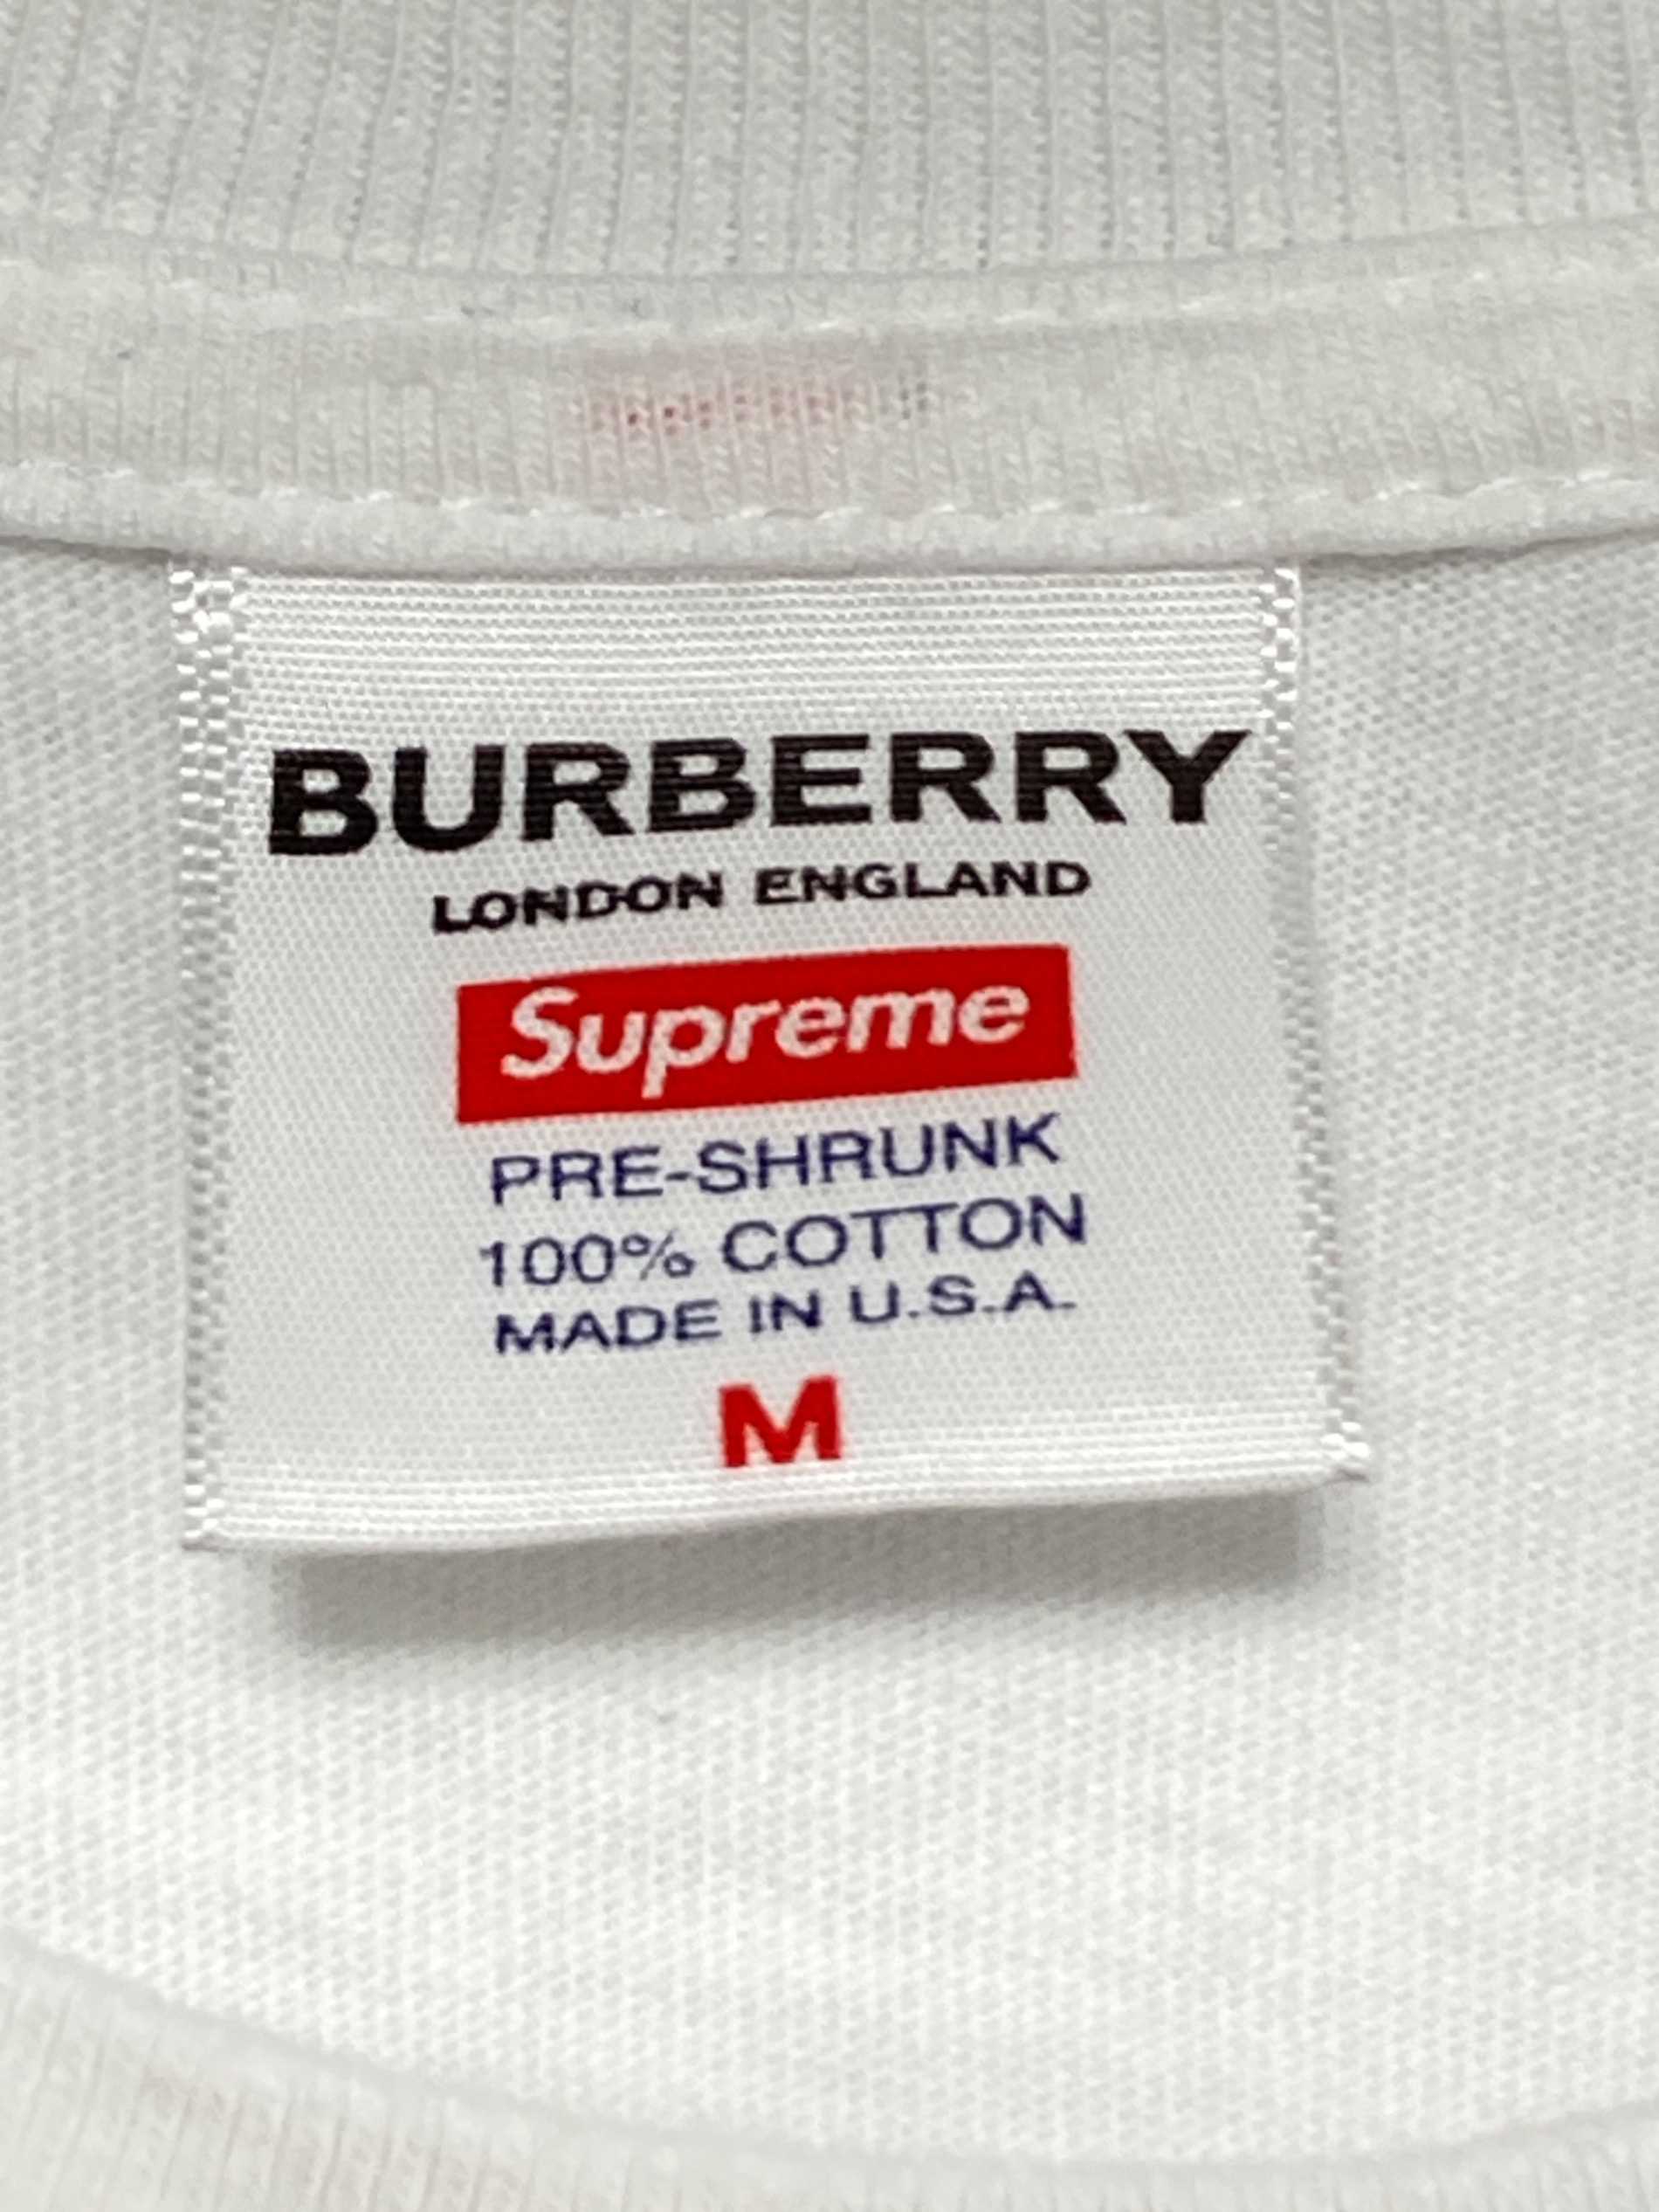 BURBERRY
LONDON ENGLAND
Supreme
PRE-SHRUNK
100% COTTON
MADE IN U.S.A.
M